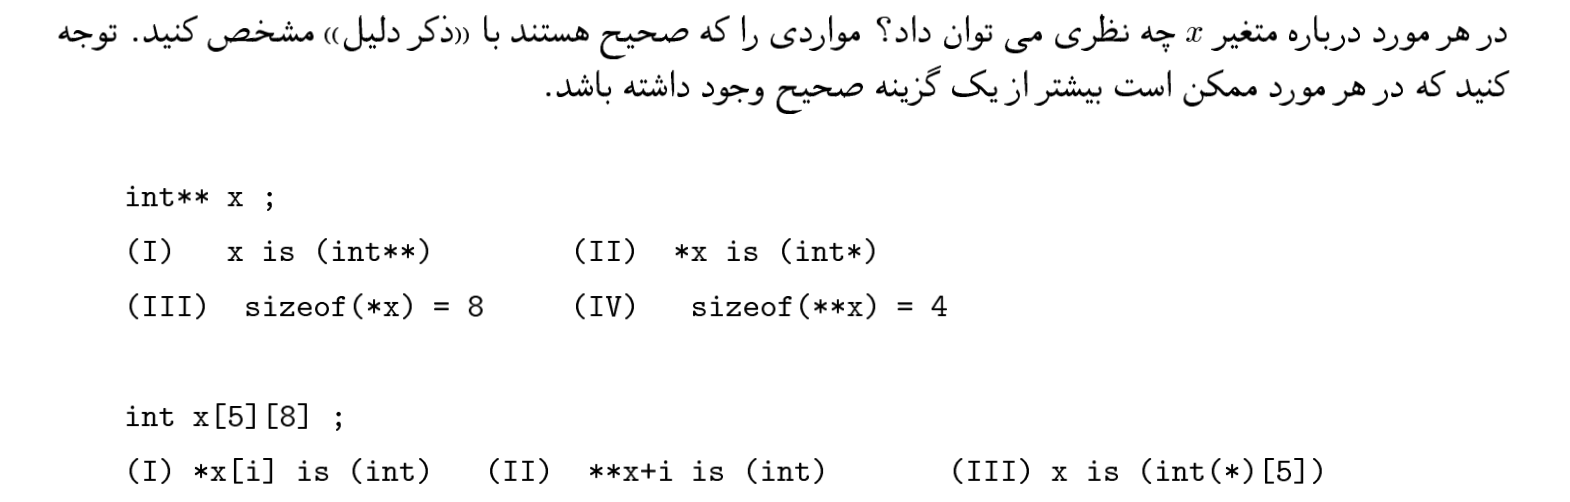 در هر مورد درباره متغیر x چه نظری می توان داد؟ مواردی را که صحیح هستند با «ذکر دلیل» مشخص کنید. توجه
کنید که در هر مورد ممکن است بیشتر از یک گزینه صحیح وجود داشته باشد.
int** x ;
(I) x is (int**) (II) *x is (int*)
(III) sizeof(*x) = 8 (IV) sizeof(**x) = 4
int x[5][8] ;
(I) *x[i] is (int) (II) **x+i is (int) (III) x is (int(*)[5])